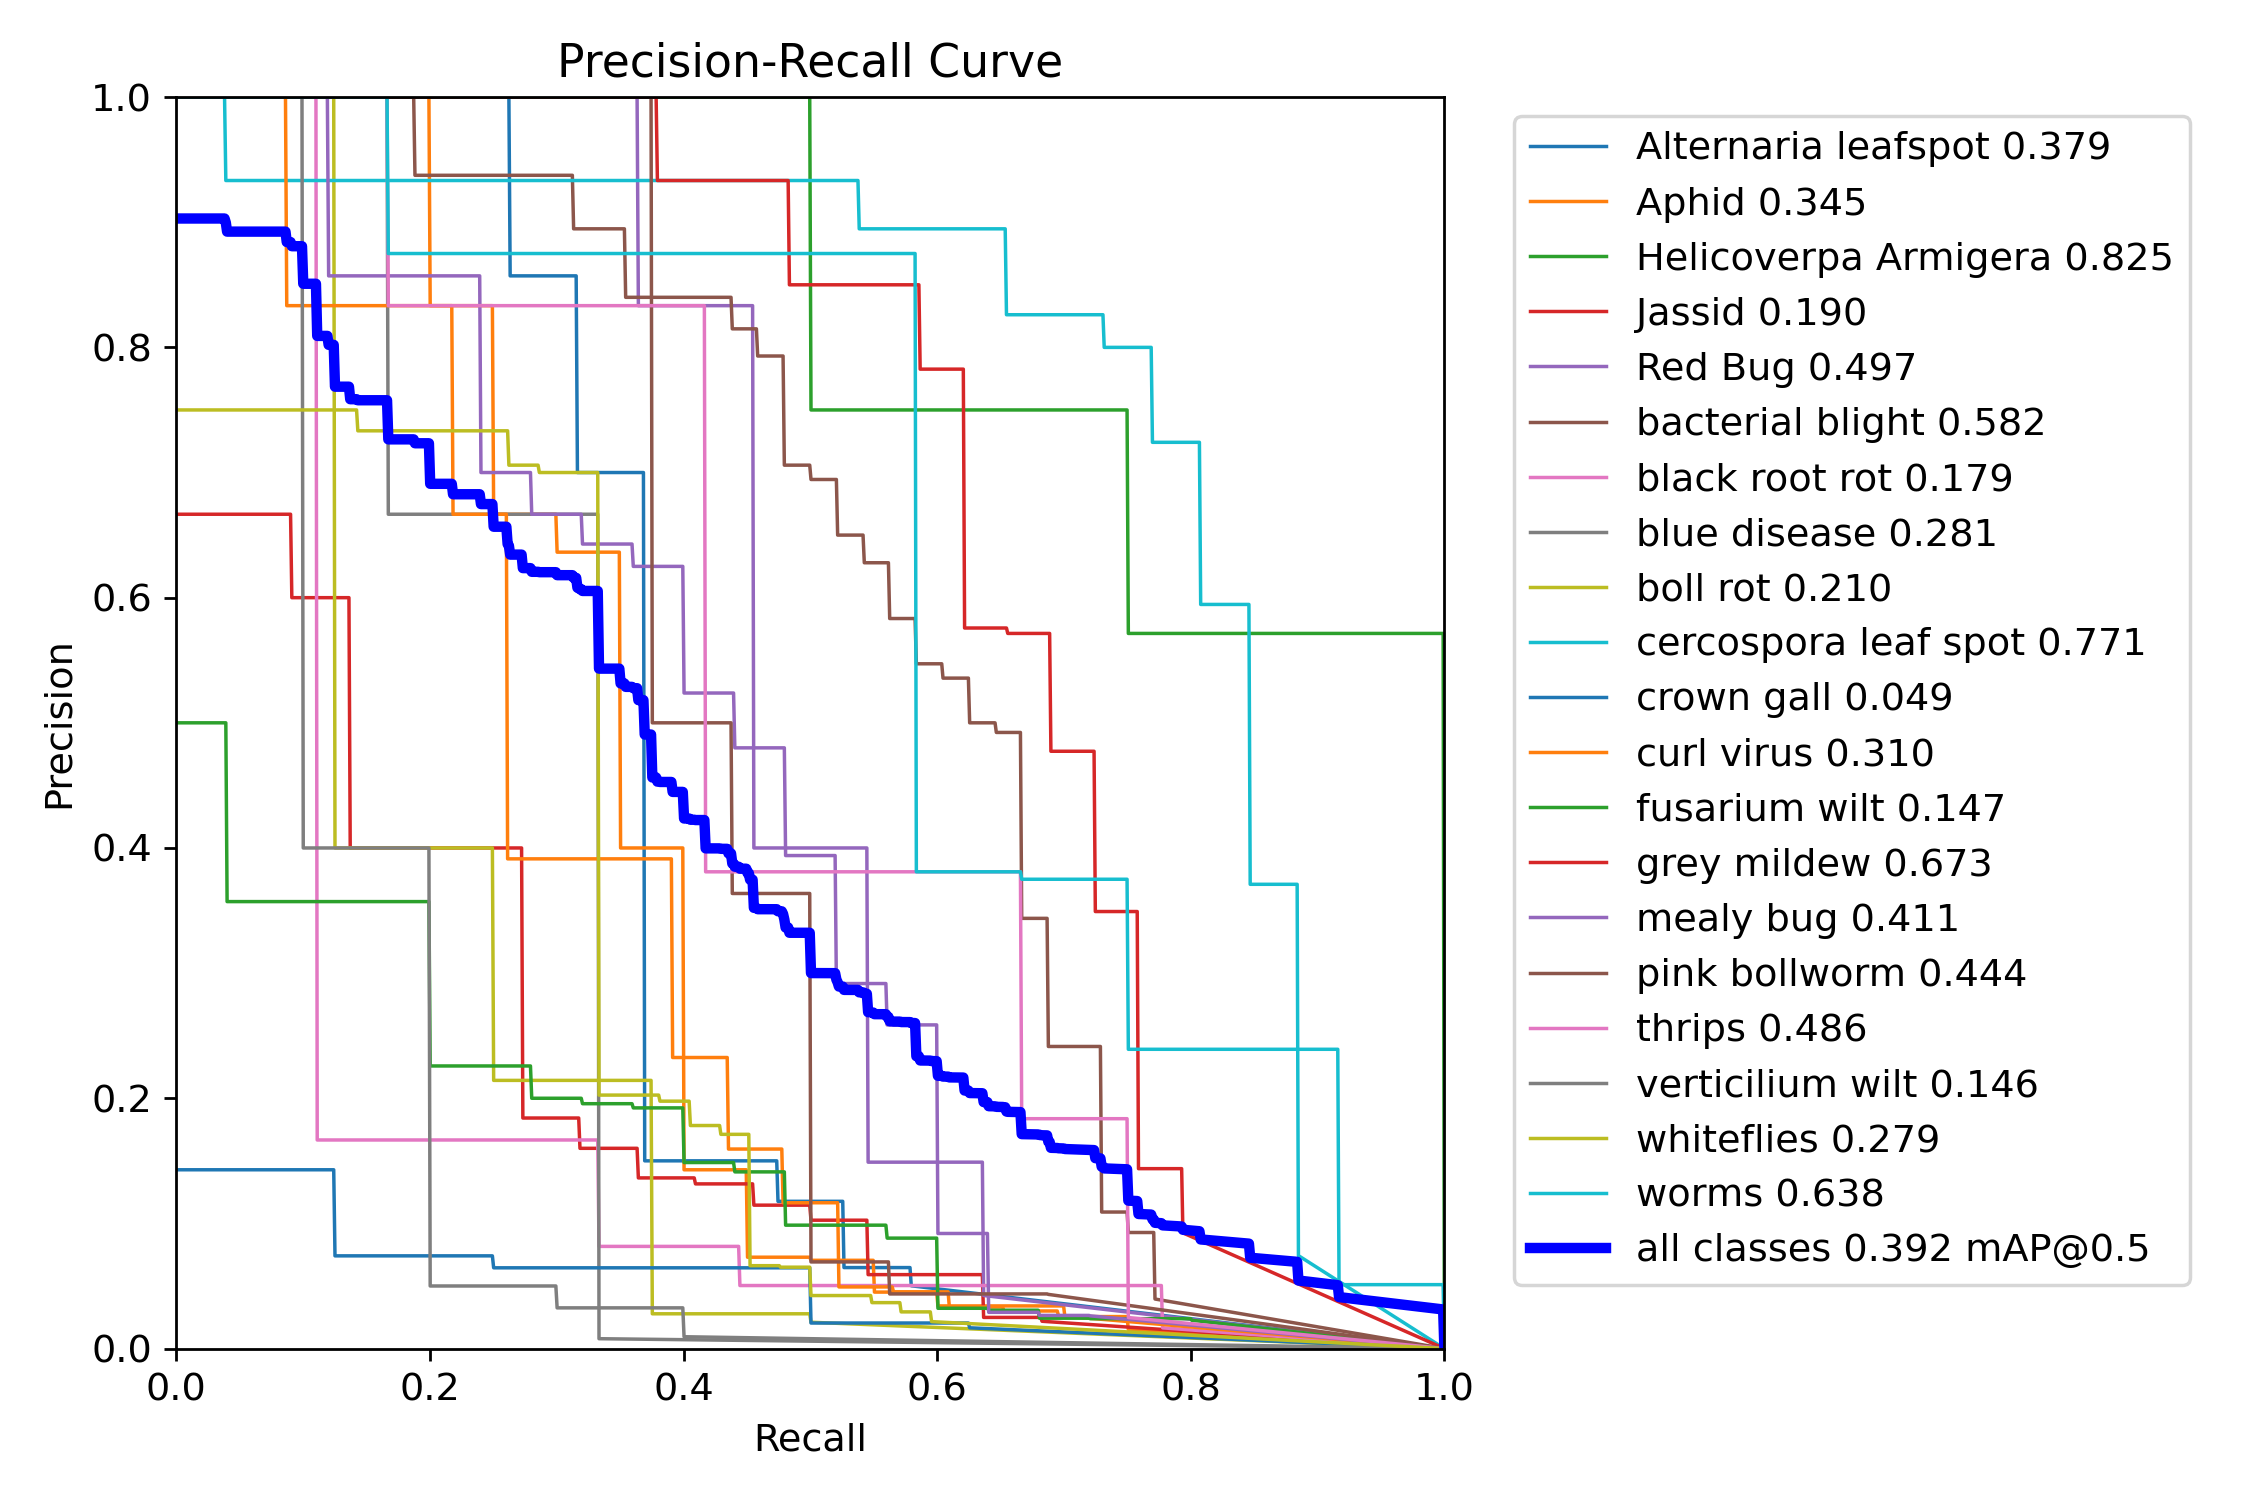 Precision-Recall Curve
1.0
0.8
0.6
0.4
0.2
0.0
Precision
0.0 0.2 0.4 0.6 0.8 1.0
Recall
Alternaria leafspot 0.379
Aphid 0.345
Helicoverpa Armigera 0.825
Jassid 0.190
Red Bug 0.497
bacterial blight 0.582
black root rot 0.179
blue disease 0.281
boll rot 0.210
cercospora leaf spot 0.771
crown gall 0.049
curl virus 0.310
fusarium wilt 0.147
grey mildew 0.673
mealy bug 0.411
pink bollworm 0.444
thrips 0.486
verticilium wilt 0.146
whiteflies 0.279
worms 0.638
all classes 0.392 mAP@0.5